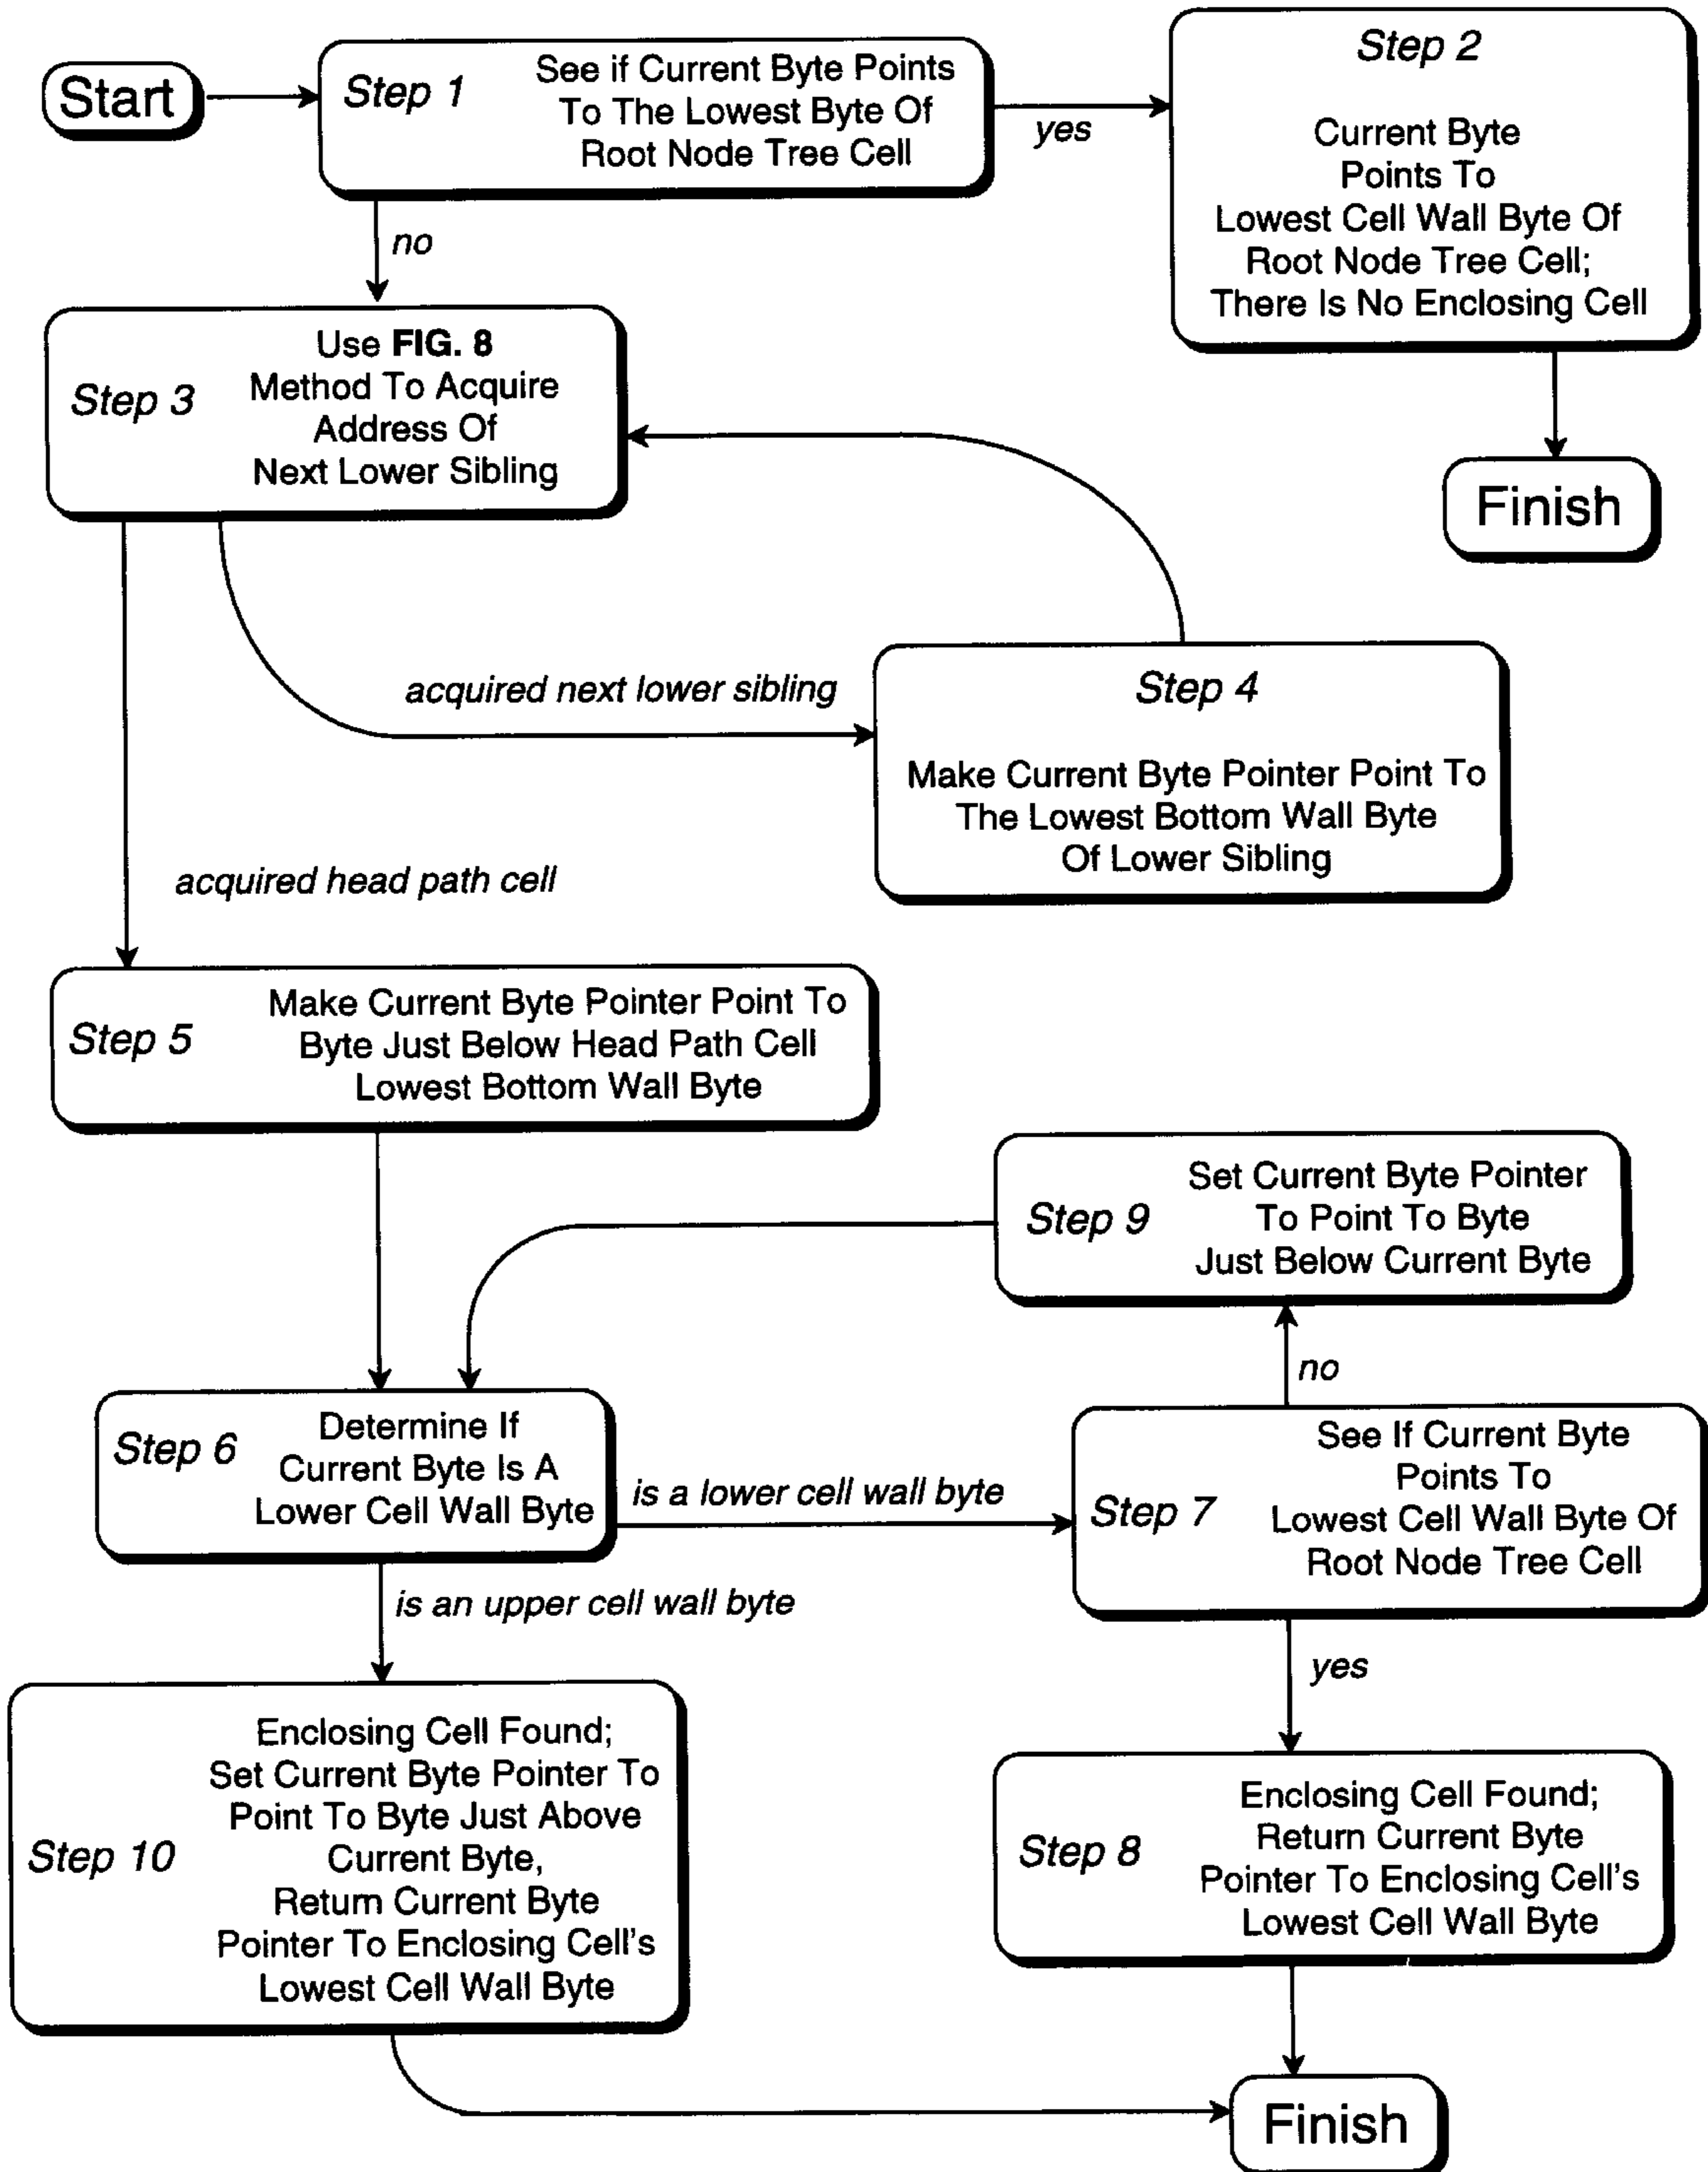 Start
Step 1
See if Current Byte Points
To The Lowest Byte Of
Root Node Tree Cell
yes
no
Step 2
Current Byte
Points To
Lowest Cell Wall Byte Of
Root Node Tree Cell;
There Is No Enclosing Cell
Finish
Step 3
Use FIG. 8
Method To Acquire
Address Of
Next Lower Sibling
acquired next lower sibling
Step 4
Make Current Byte Pointer Point To
The Lowest Bottom Wall Byte
Of Lower Sibling
acquired head path cell
Step 5
Make Current Byte Pointer Point To
Byte Just Below Head Path Cell
Lowest Bottom Wall Byte
Step 9
Set Current Byte Pointer
To Point To Byte
Just Below Current Byte
no
Step 6
Determine If
Current Byte Is A
Lower Cell Wall Byte
is a lower cell wall byte
Step 7
See If Current Byte
Points To
Lowest Cell Wall Byte Of
Root Node Tree Cell
is an upper cell wall byte
yes
Step 10
Enclosing Cell Found;
Set Current Byte Pointer To
Point To Byte Just Above
Current Byte,
Return Current Byte
Pointer To Enclosing Cell's
Lowest Cell Wall Byte
Step 8
Enclosing Cell Found;
Return Current Byte
Pointer To Enclosing Cell's
Lowest Cell Wall Byte
Finish